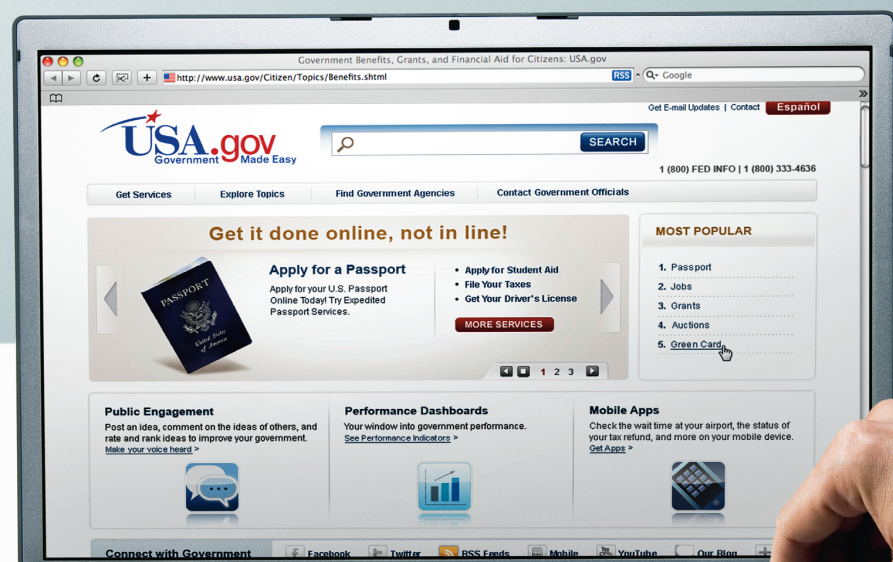 Government Benefits, Grants, and Financial Aid for Citizens: USA.gov
http://www.usa.gov/Citizen/Topics/Benefits.shtml
RSS
Google
Get E-mail Updates | Contact
Español
USA.gov
Government Made Easy
SEARCH
1 (800) FED INFO | 1 (800) 333-4636
Get Services
Explore Topics
Find Government Agencies
Contact Government Officials
Get it done online, not in line!
PASSPORT
United States
of America
Apply for a Passport
Apply for your U.S. Passport
Online Today! Try Expedited
Passport Services.
• Apply for Student Aid
• File Your Taxes
• Get Your Driver's License
MORE SERVICES
1 2 3
MOST POPULAR
1. Passport
2. Jobs
3. Grants
4. Auctions
5. Green Card
Public Engagement
Post an idea, comment on the ideas of others, and
rate and rank ideas to improve your government.
Make your voice heard >
Performance Dashboards
Your window into government performance.
See Performance Indicators >
Mobile Apps
Check the wait time at your airport, the status of
your tax refund, and more on your mobile device.
Get Apps >
Connect with Government
Facebook
Twitter
RSS Feeds
Mobile
YouTube
Our Blog